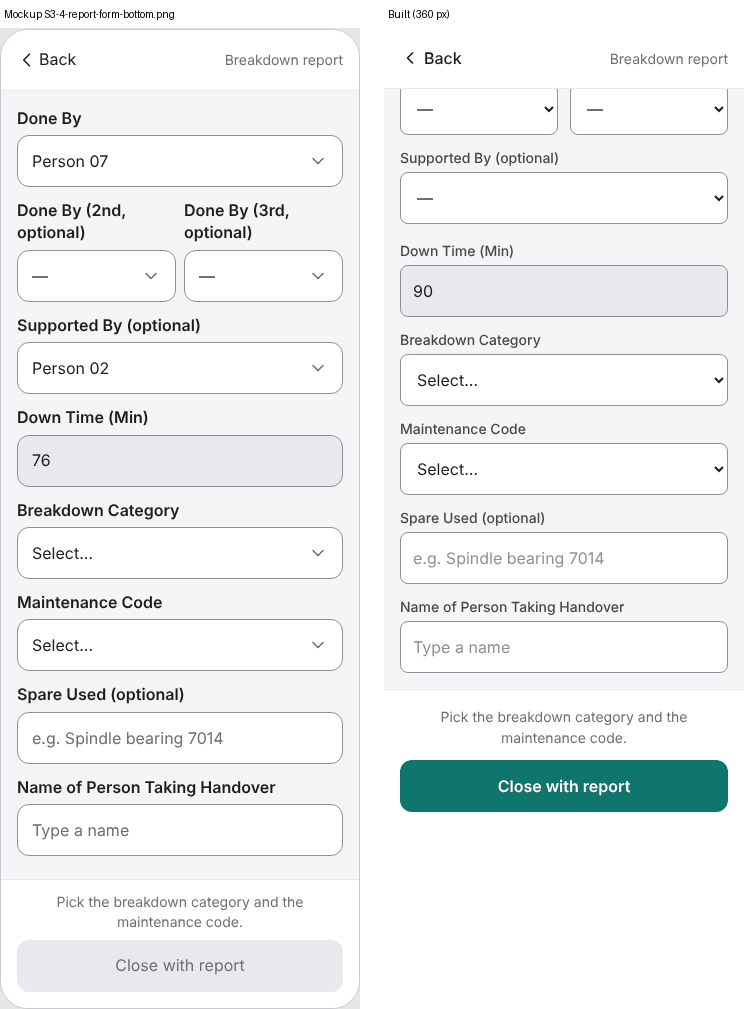 Mockup S3-4-report-form-bottom.png
Back
Breakdown report
Done By
Person 07
Done By (2nd,
optional)
Done By (3rd,
optional)
—
—
Supported By (optional)
Person 02
Down Time (Min)
76
Breakdown Category
Select...
Maintenance Code
Select...
Spare Used (optional)
e.g. Spindle bearing 7014
Name of Person Taking Handover
Type a name
Pick the breakdown category and the
maintenance code.
Close with report
Built (360 px)
Back
Breakdown report
—
—
Supported By (optional)
—
Down Time (Min)
90
Breakdown Category
Select...
Maintenance Code
Select...
Spare Used (optional)
e.g. Spindle bearing 7014
Name of Person Taking Handover
Type a name
Pick the breakdown category and the
maintenance code.
Close with report